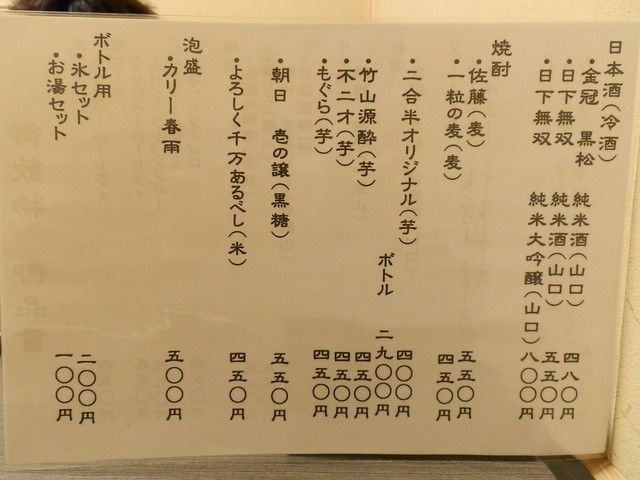 日本酒(冷酒)
・金冠 黒松 純米酒(山口) 四八〇円
・日下無双 純米酒(山口) 五五〇円
・日下無双 純米大吟醸(山口) 八〇〇円
焼酎
・佐藤(麦) 五五〇円
・一粒の麦(麦) 四五〇円
・二合半オリジナル(芋) 四〇〇円
ボトル 二九〇〇円
・竹山源酔(芋) 四五〇円
・不二才(芋) 四五〇円
・もぐら(芋) 四五〇円
・朝日 壱の譲(黒糖) 五五〇円
・よろしく千万あるべし(米) 四五〇円
泡盛
・カリー春雨 五〇〇円
ボトル用
・氷セット 二〇〇円
・お湯セット 一〇〇円